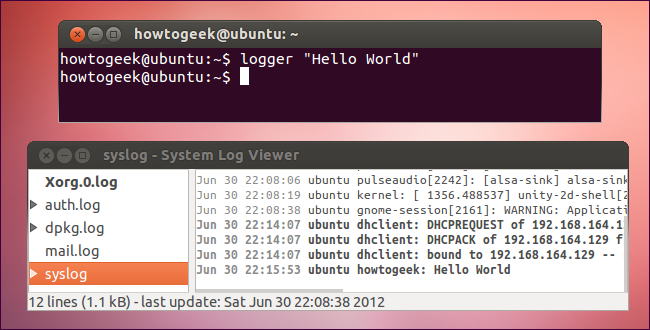 howtogeek@ubuntu: ~
howtogeek@ubuntu:~$ logger "Hello World"
howtogeek@ubuntu:~$
syslog - System Log Viewer
Xorg.0.log
auth.log
dpkg.log
mail.log
syslog
Jun 30 22:08:06 ubuntu pulseaudio[2242]: [alsa-sink] alsa-sink
Jun 30 22:08:19 ubuntu kernel: [ 1356.488537] unity-2d-shell[2
Jun 30 22:08:38 ubuntu gnome-session[2161]: WARNING: Applicati
Jun 30 22:14:07 ubuntu dhclient: DHCPREQUEST of 192.168.164.1
Jun 30 22:14:07 ubuntu dhclient: DHCPACK of 192.168.164.129 f
Jun 30 22:14:07 ubuntu dhclient: bound to 192.168.164.129 --
Jun 30 22:15:53 ubuntu howtogeek: Hello World
12 lines (1.1 kB) - last update: Sat Jun 30 22:08:38 2012